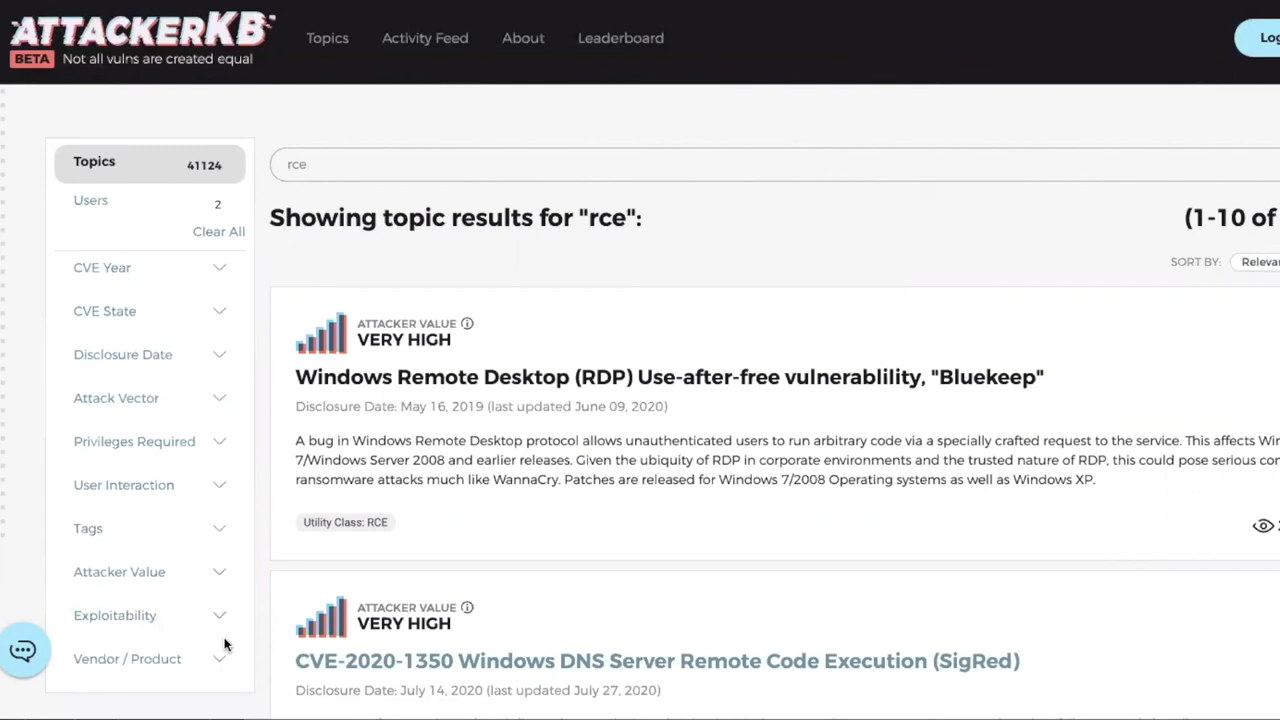 ATTACKERKB
BETA Not all vulns are created equal
Topics
Activity Feed
About
Leaderboard
Topics 41124
Users 2
Clear All
CVE Year
CVE State
Disclosure Date
Attack Vector
Privileges Required
User Interaction
Tags
Attacker Value
Exploitability
Vendor / Product
rce
Showing topic results for "rce":
(1-10 of
SORT BY:
ATTACKER VALUE
VERY HIGH
Windows Remote Desktop (RDP) Use-after-free vulnerablility, "Bluekeep"
Disclosure Date: May 16, 2019 (last updated June 09, 2020)
A bug in Windows Remote Desktop protocol allows unauthenticated users to run arbitrary code via a specially crafted request to the service. This affects
7/Windows Server 2008 and earlier releases. Given the ubiquity of RDP in corporate environments and the trusted nature of RDP, this could pose serious
ransomware attacks much like WannaCry. Patches are released for Windows 7/2008 Operating systems as well as Windows XP.
Utility Class: RCE
ATTACKER VALUE
VERY HIGH
CVE-2020-1350 Windows DNS Server Remote Code Execution (SigRed)
Disclosure Date: July 14, 2020 (last updated July 27, 2020)